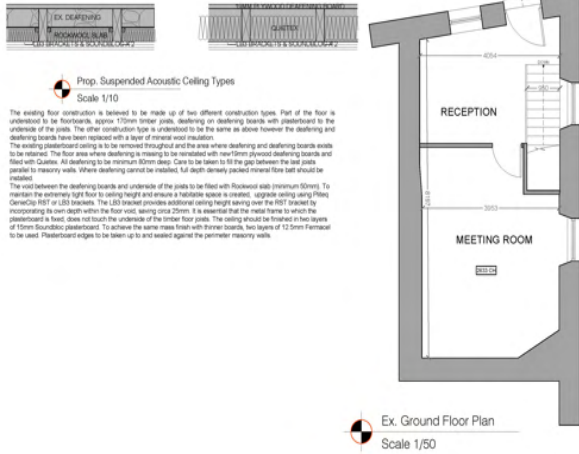 EX. DEAFENING
ROCKWOOL SLAB
LB3 BRACKETS & SOUNDBLOC x 2
QUIETEX
LB3 BRACKETS & SOUNDBLOC x 2
Prop. Suspended Acoustic Ceiling Types
Scale 1/10
The existing floor construction is believed to be made up of two different construction types. Part of the floor is
understood to be floorboards, approx 170mm timber joists, deafening on deafening boards with plasterboard to the
underside of the joists. The other construction type is understood to be the same as above however the deafening and
deafening boards have been replaced with a layer of mineral wool insulation.
The existing plasterboard ceiling is to be removed throughout and the area where deafening and deafening boards exists
to be retained. The floor area where deafening is missing to be reinstated with new19mm plywood deafening boards and
filled with Quietex. All deafening to be minimum 80mm deep. Care to be taken to fill the gap between the last joists
parallel to masonry walls. Where deafening cannot be installed, full depth densely packed mineral fibre batt should be
installed.
The void between the deafening boards and underside of the joists to be filled with Rockwool slab (minimum 50mm). To
maintain the extremely tight floor to ceiling height and ensure a habitable space is created, upgrade ceiling using Pliteq
GenieClip RST or LB3 brackets. The LB3 bracket provides additional ceiling height saving over the RST bracket by
incorporating its own depth within the floor void, saving circa 25mm. It is essential that the metal frame to which the
plasterboard is fixed, does not touch the underside of the timber floor joists. The ceiling should be finished in two layers
of 15mm Soundbloc plasterboard. To achieve the same mass finish with thinner boards, two layers of 12.5mm Fermacell
to be used. Plasterboard edges to be taken up to and sealed against the perimeter masonry walls.
4054
RECEPTION
3953
MEETING ROOM
Ex. Ground Floor Plan
Scale 1/50